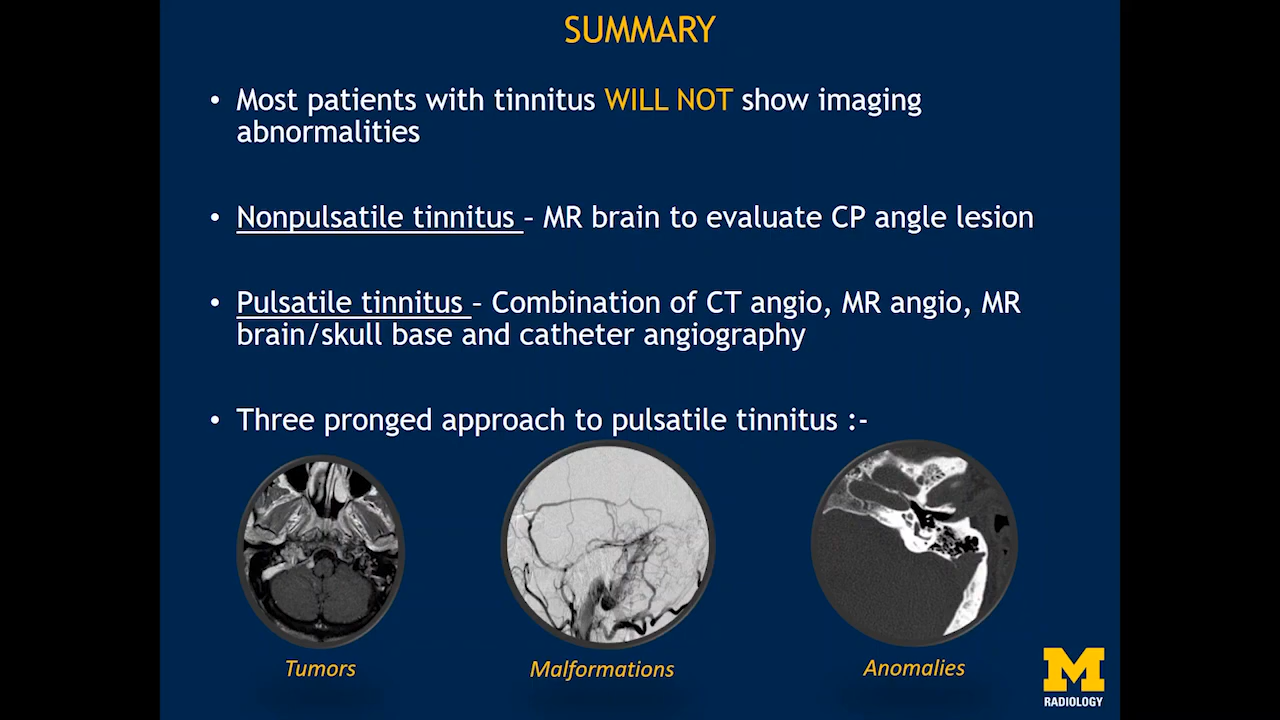 SUMMARY
• Most patients with tinnitus WILL NOT show imaging
abnormalities
• Nonpulsatile tinnitus – MR brain to evaluate CP angle lesion
• Pulsatile tinnitus – Combination of CT angio, MR angio, MR
brain/skull base and catheter angiography
• Three pronged approach to pulsatile tinnitus :-
Tumors
Malformations
Anomalies
M
RADIOLOGY